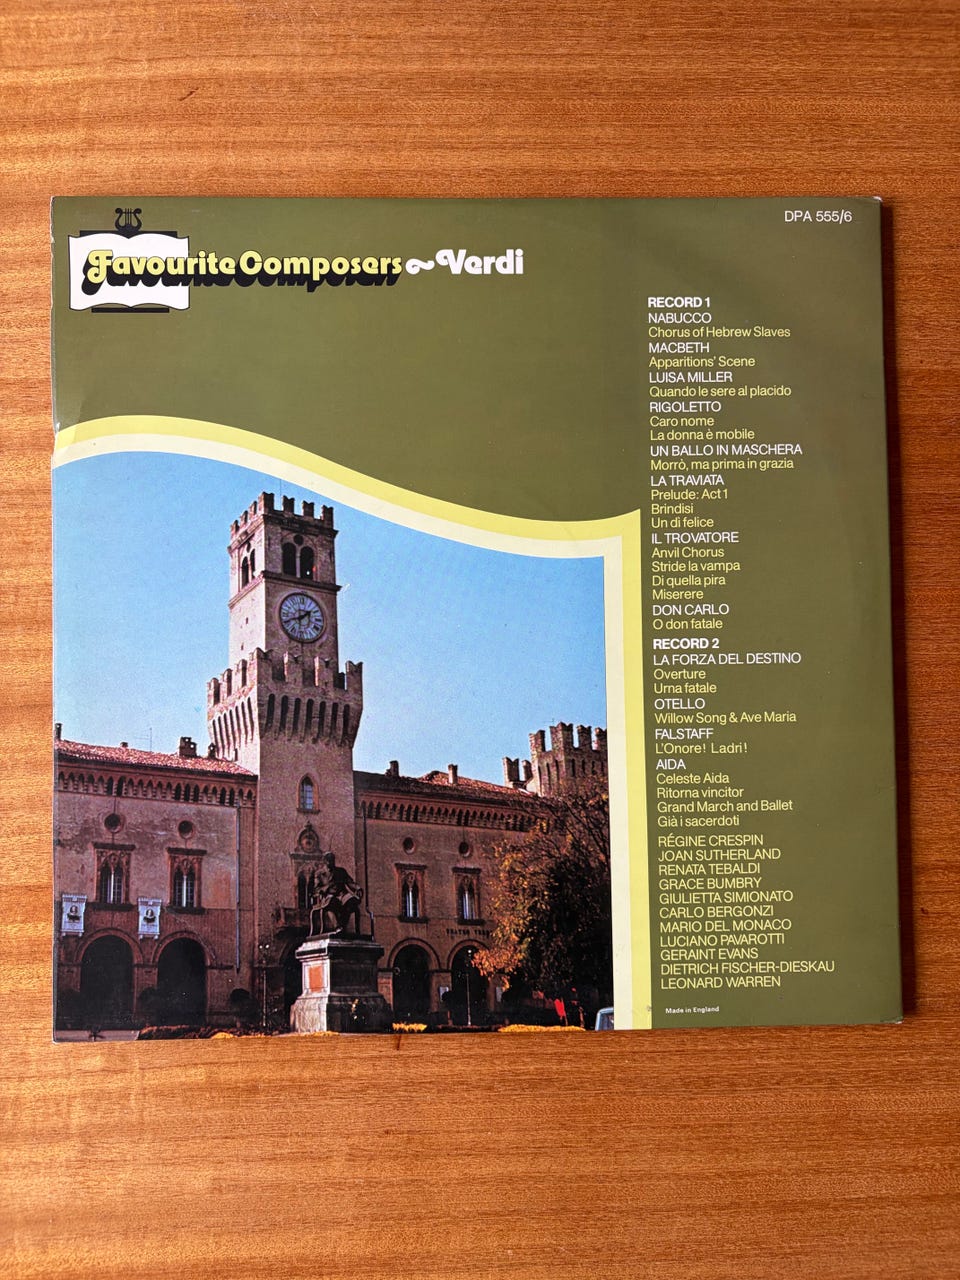 DPA 555/6
Favourite Composers ~ Verdi
RECORD 1
NABUCCO
Chorus of Hebrew Slaves
MACBETH
Apparitions' Scene
LUISA MILLER
Quando le sere al placido
RIGOLETTO
Caro nome
La donna è mobile
UN BALLO IN MASCHERA
Morrò, ma prima in grazia
LA TRAVIATA
Prelude: Act 1
Brindisi
Un dì felice
IL TROVATORE
Anvil Chorus
Stride la vampa
Di quella pira
Miserere
DON CARLO
O don fatale
RECORD 2
LA FORZA DEL DESTINO
Overture
Urna fatale
OTELLO
Willow Song & Ave Maria
FALSTAFF
L'Onore! Ladri!
AIDA
Celeste Aida
Ritorna vincitor
Grand March and Ballet
Già i sacerdoti
RÉGINE CRESPIN
JOAN SUTHERLAND
RENATA TEBALDI
GRACE BUMBRY
GIULIETTA SIMIONATO
CARLO BERGONZI
MARIO DEL MONACO
LUCIANO PAVAROTTI
GERAINT EVANS
DIETRICH FISCHER-DIESKAU
LEONARD WARREN
Made in England
TEATRO